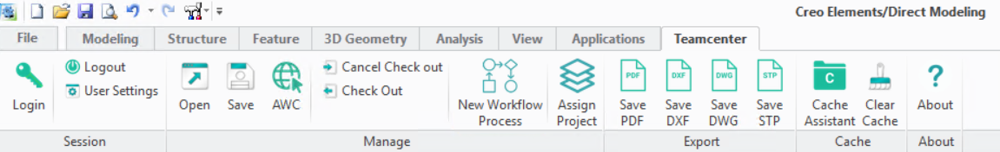 Creo Elements/Direct Modeling
File Modeling Structure Feature 3D Geometry Analysis View Applications Teamcenter
Login
Logout
User Settings
Open
Save
AWC
Cancel Check out
Check Out
New Workflow
Process
Assign
Project
PDF
Save
PDF
DXF
Save
DXF
DWG
Save
DWG
STP
Save
STP
C
Cache
Assistant
Clear
Cache
?
About
Session Manage Export Cache About